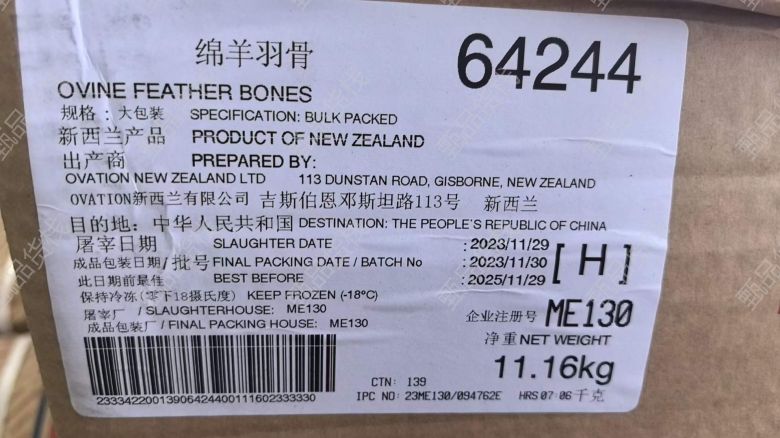 绵羊羽骨
64244
OVINE FEATHER BONES
规格：大包装 SPECIFICATION: BULK PACKED
新西兰产品 PRODUCT OF NEW ZEALAND
出产商 PREPARED BY:
OVATION NEW ZEALAND LTD 113 DUNSTAN ROAD, GISBORNE, NEW ZEALAND
OVATION新西兰有限公司 吉斯伯恩邓斯坦路113号 新西兰
目的地：中华人民共和国 DESTINATION: THE PEOPLE'S REPUBLIC OF CHINA
屠宰日期 SLAUGHTER DATE : 2023/11/29
成品包装日期/批号 FINAL PACKING DATE / BATCH No : 2023/11/30 [H]
此日期前最佳 BEST BEFORE : 2025/11/29
保持冷冻(零下18摄氏度) KEEP FROZEN (-18ºC)
屠宰厂 / SLAUGHTERHOUSE: ME130 企业注册号 ME130
成品包装厂 / FINAL PACKING HOUSE: ME130
净重 NET WEIGHT
11.16kg
23334220013906424400111602333330
CTN: 139
IPC NO: 23ME130/094762E HRS 07:06 千克
甄品货栈